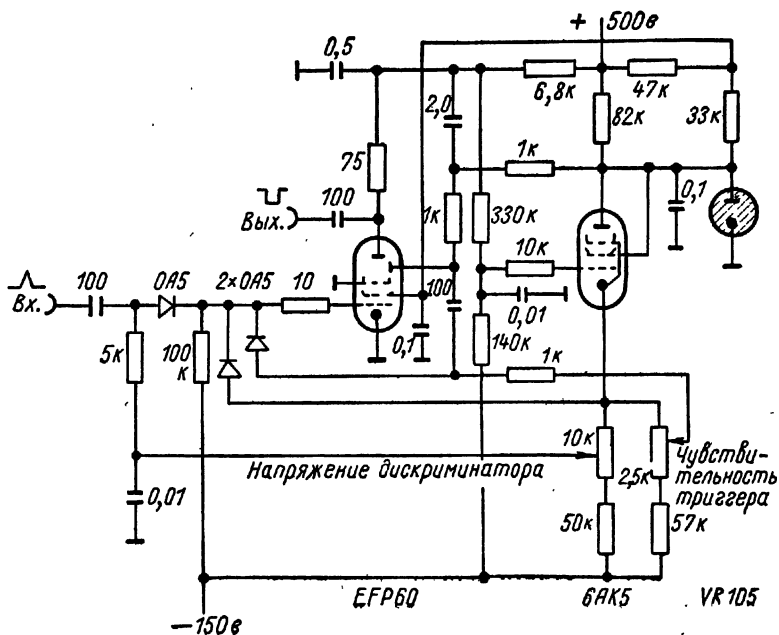 + 500в
0,5
6,8к
47к
2,0
82к
33к
75
1к
100
0,1
Вых.
1к
330к
10к
100
0А5
2×0А5
10
100
Вх.
0,01
5к
100
к
0,1
140к
1к
10к
Чувстви-
Напряжение дискриминатора
2,5к
тельность
триггера
0,01
50к
57к
EFP60
6АК5
VR105
—150в